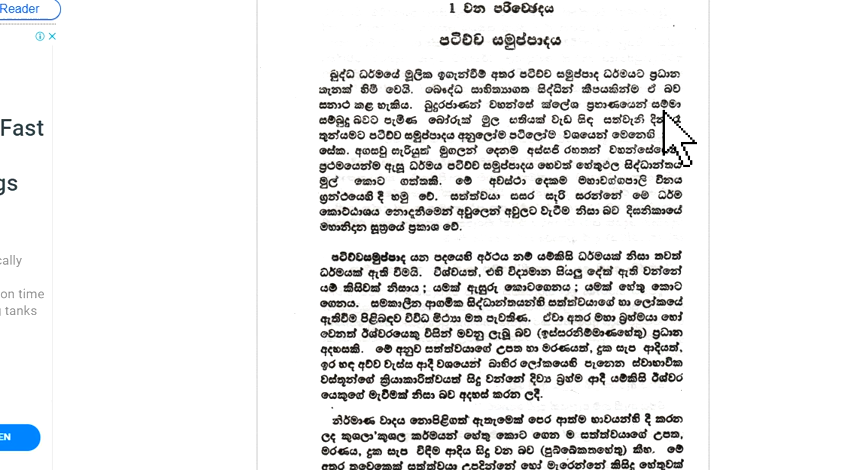 Reader
Fast
gs
cally
on time
g tanks
EN
1 වන පරිච්ඡේදය
පටිච්ච සමුප්පාදය
බුද්ධ ධර්මයේ මූලික ඉගැන්වීම් අතර පටිච්ච සමුප්පාද ධර්මයට ප්‍රධාන
තැනක් හිමි වෙයි. බෞද්ධ සාහිත්‍යාගත සිද්ධීන් කීපයකින්ම ඒ බව
සනාථ කළ හැකිය. බුදුරජාණන් වහන්සේ ක්ලේශ ප්‍රහාණයෙන් සම්මා
සම්බුදු බවට පැමිණ බෝරුක් මුල සතියක් වැඩ සිඳ සත්වැනි
තුන්යමට පටිච්ච සමුප්පාදය අනුලෝම පටිලෝම වශයෙන් මෙනෙහි
සේක. අගසවු සැරියුත් මුගලන් දෙනම අස්සජි රහතන්
ප්‍රථමයෙන්ම ඇසූ ධර්මය පටිච්ච සමුප්පාදය හෙවත් හේතුඵල සිද්ධාන්තය
මුල් කොට ගත්තකි. මේ අවස්ථා දෙකම මහාවග්ගපාලි විනය
ග්‍රන්ථයෙහි දී හමු වේ. සත්ත්වයා සසර සැරි සරන්නේ මේ ධර්ම
කොට්ඨාශය නොදැනීමෙන් අවුලෙන් අවුලට වැටීම නිසා බව දීඝනිකායේ
මහානිදාන සූත්‍රයේ ප්‍රකාශ වේ.
පටිච්චසමුප්පාද යන පදයෙහි අර්ථය නම් යම්කිසි ධර්මයක් නිසා තවත්
ධර්මයක් ඇති වීමයි. විශ්වයත්, එහි විද්‍යමාන සියලු දේත් ඇති වන්නේ
යම් කිසිවක් නිසාය ; යමක් ඇසුරු කොටගෙනය ; යමක් හේතු කොට
ගෙනය. සමකාලීන ආගමික සිද්ධාන්තයන්හි සත්ත්වයාගේ හා ලෝකයේ
ඇතිවීම පිළිබඳව විවිධ මිථ්‍යා මත පැවතිණ. ඒවා අතර මහා බ්‍රහ්මයා හෝ
වෙනත් ඊශ්වරයෙකු විසින් මවනු ලැබූ බව (ඉස්සරනිම්මාණහේතු) ප්‍රධාන
අදහසකි. මේ අනුව සත්ත්වයාගේ උපත හා මරණයත්, දුක සැප ආදියත්,
ඉර හඳ අව්ව වැස්ස ආදී වශයෙන් බාහිර ලෝකයෙහි පැනෙන ස්වාභාවික
වස්තූන්ගේ ක්‍රියාකාරිත්වයත් සිදු වන්නේ දිව්‍ය බ්‍රහ්ම ආදී යම්කිසි ඊශ්වර
යෙකුගේ මැවීමක් නිසා බව අදහස් කරන ලදී.
නිර්මාණ වාදය නොපිළිගත් ඇතැමෙක් පෙර ආත්ම භාවයන්හි දී කරන
ලද කුශලා'කුශල කර්මයන් හේතු කොට ගෙන ම සත්ත්වයාගේ උපත,
මරණය, දුක සැප විඳීම ආදිය සිදු වන බව (පුබ්බෙකතහේතු) කීහ. මේ
අතර තවෙකෙක් සත්ත්වයා උපදින්නේ හෝ මැරෙන්නේ කිසිදු හේතුවක්